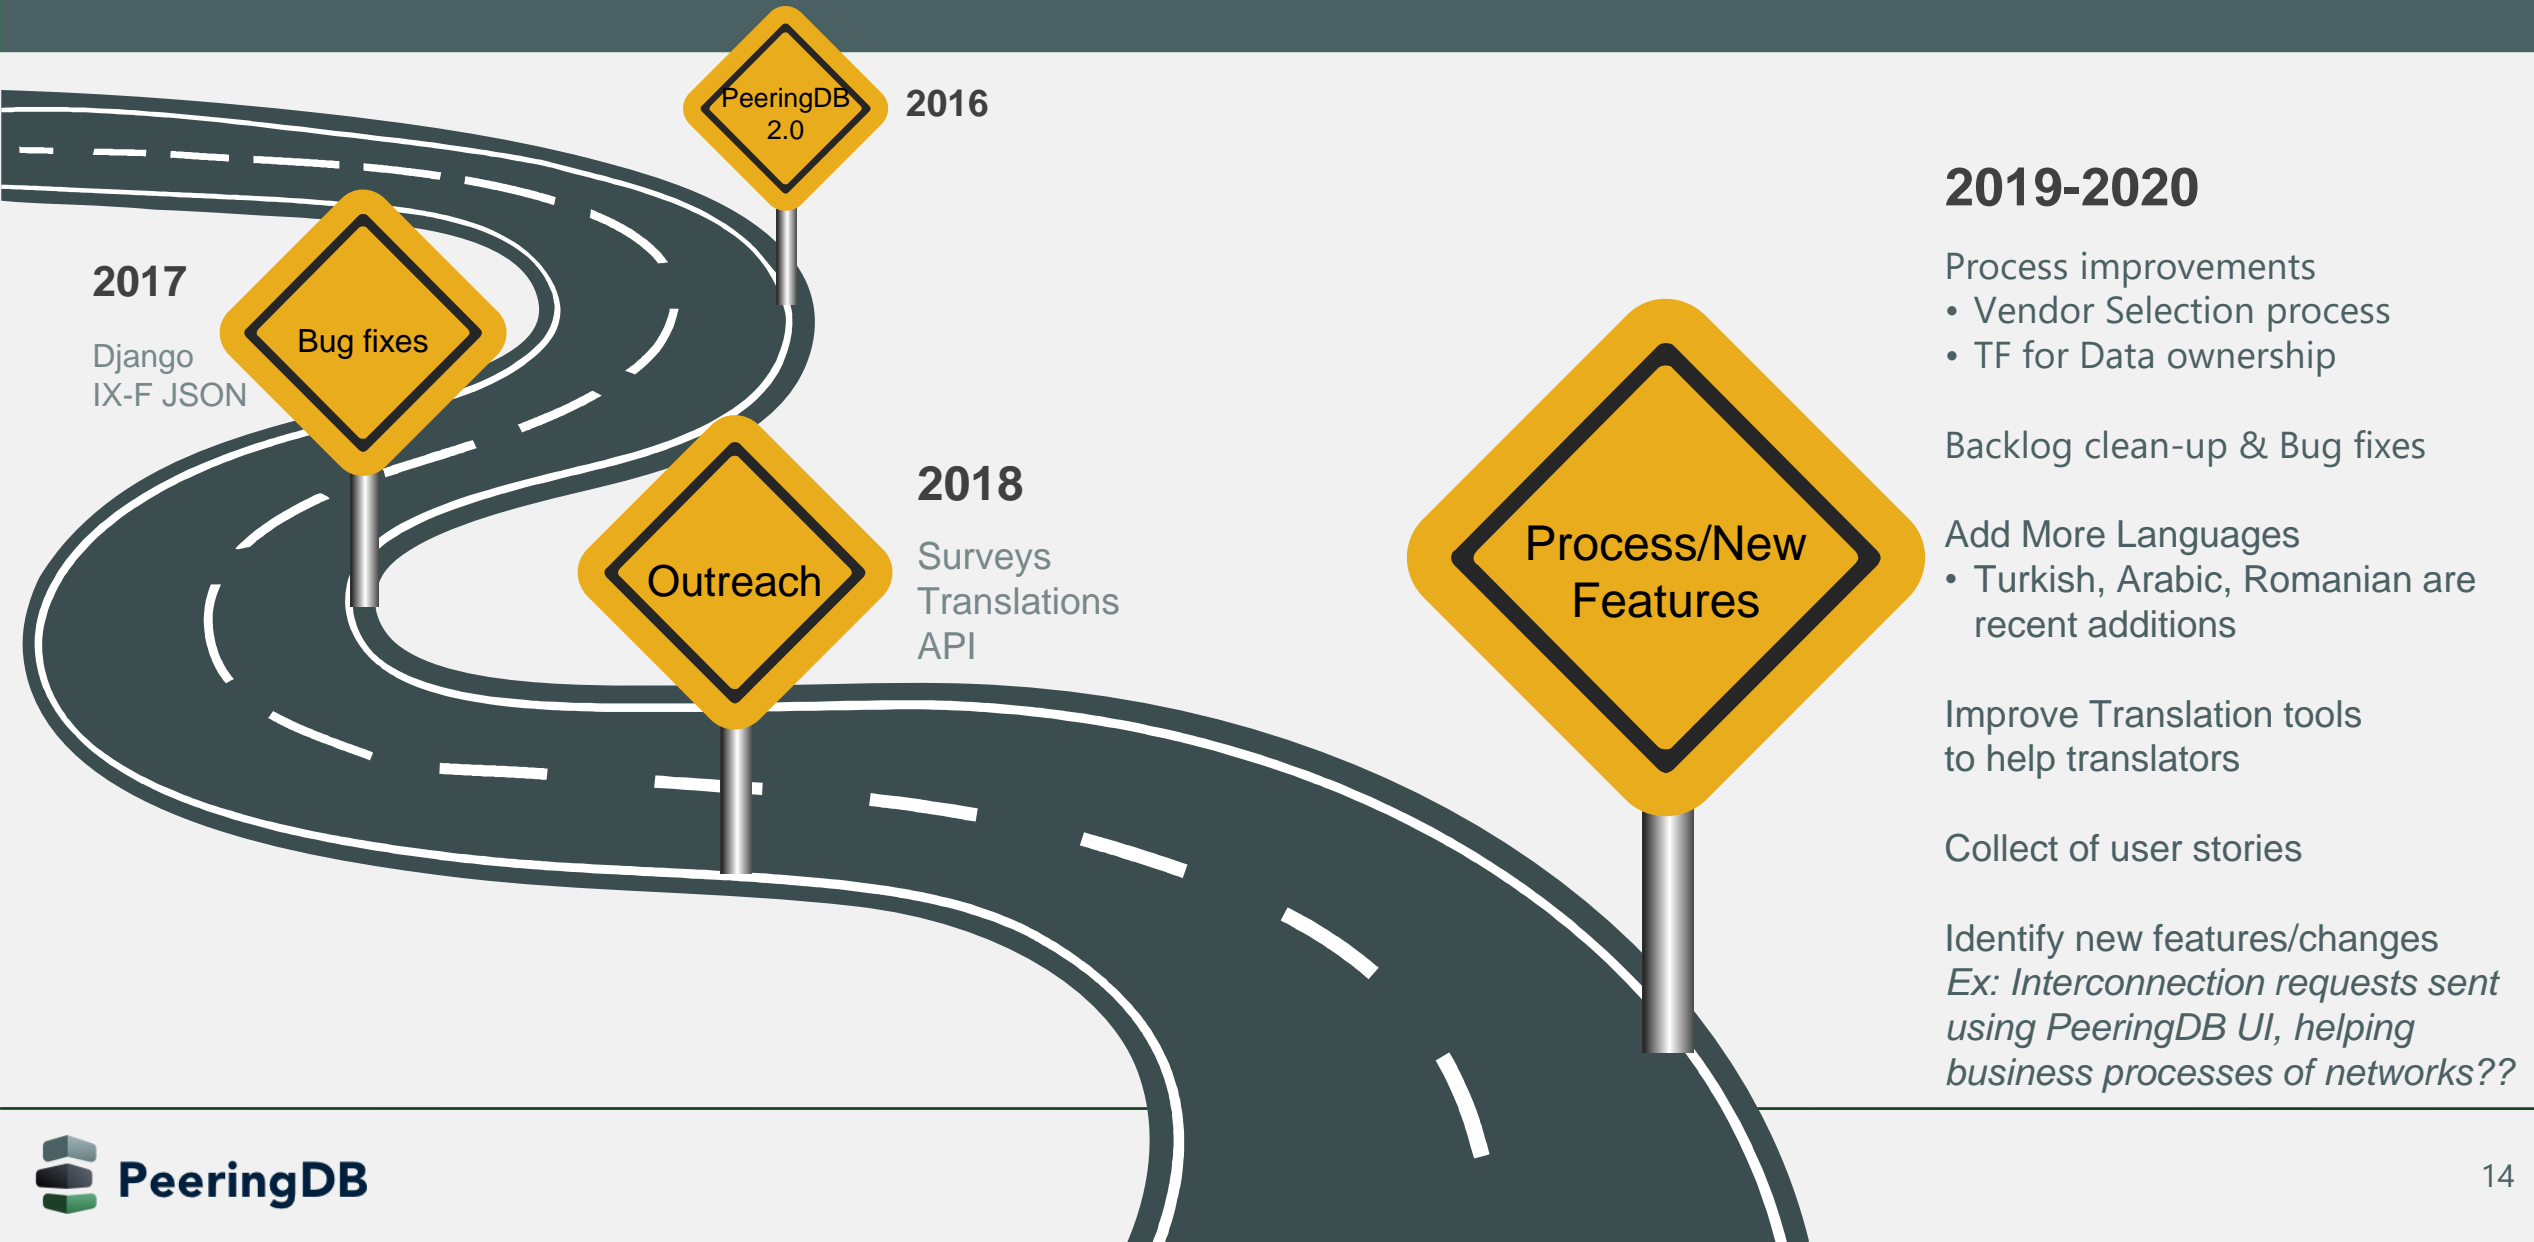 PeeringDB
2.0
2016
2017
Django
IX-F JSON
Bug fixes
Outreach
2018
Surveys
Translations
API
Process/New
Features
2019-2020
Process improvements
• Vendor Selection process
• TF for Data ownership
Backlog clean-up & Bug fixes
Add More Languages
• Turkish, Arabic, Romanian are
recent additions
Improve Translation tools
to help translators
Collect of user stories
Identify new features/changes
Ex: Interconnection requests sent
using PeeringDB UI, helping
business processes of networks??
PeeringDB
14